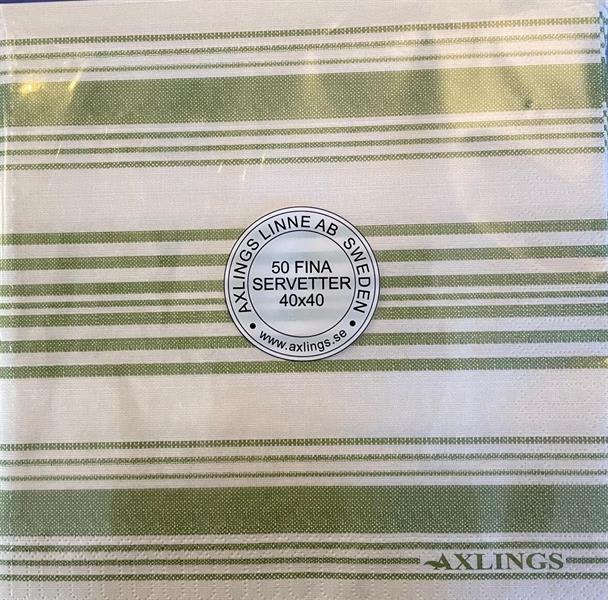 AXLINGS LINNE AB SWEDEN
50 FINA
SERVETTER
40x40
• www.axlings.se •
AXLINGS